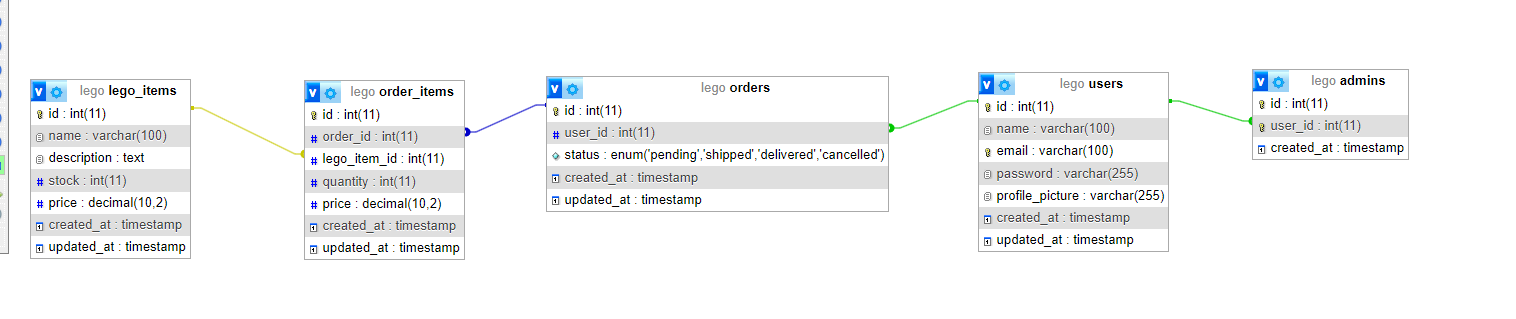 lego lego_items
id : int(11)
name : varchar(100)
description : text
stock : int(11)
price : decimal(10,2)
created_at : timestamp
updated_at : timestamp
lego order_items
id : int(11)
order_id : int(11)
lego_item_id : int(11)
quantity : int(11)
price : decimal(10,2)
created_at : timestamp
updated_at : timestamp
lego orders
id : int(11)
user_id : int(11)
status : enum('pending','shipped','delivered','cancelled')
created_at : timestamp
updated_at : timestamp
lego users
id : int(11)
name : varchar(100)
email : varchar(100)
password : varchar(255)
profile_picture : varchar(255)
created_at : timestamp
updated_at : timestamp
lego admins
id : int(11)
user_id : int(11)
created_at : timestamp